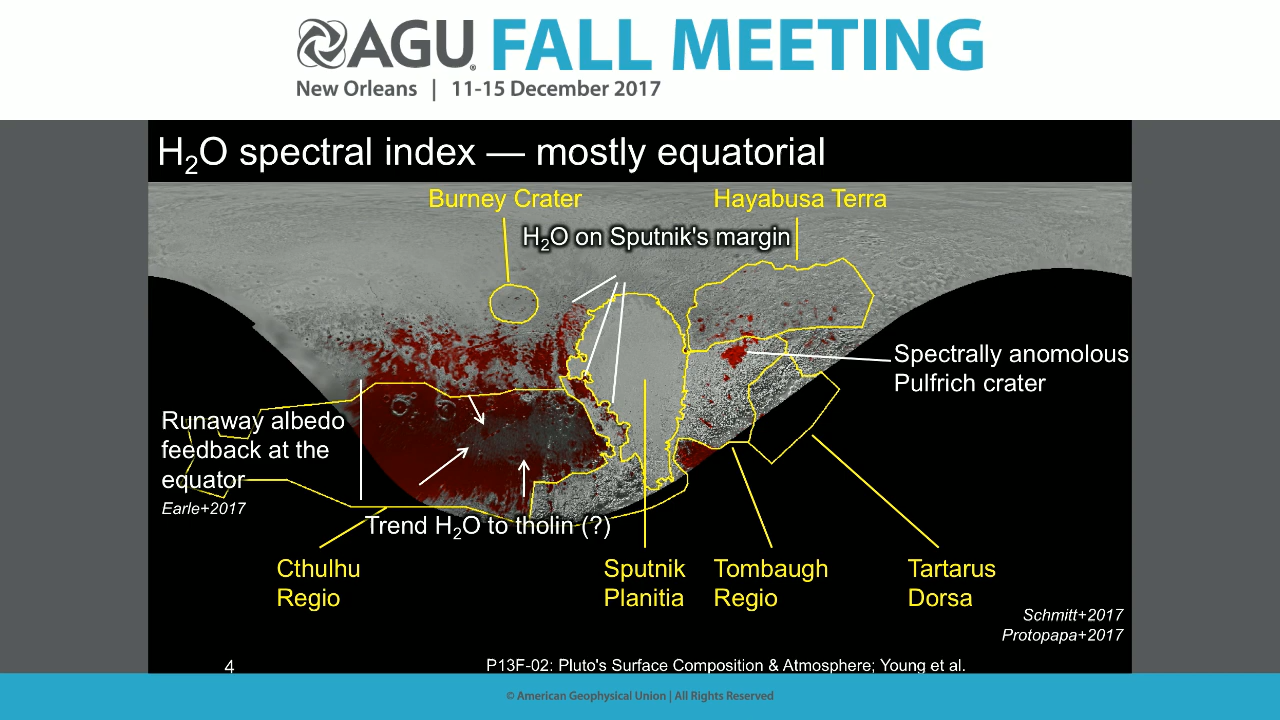 AGU FALL MEETING
New Orleans | 11-15 December 2017
H₂O spectral index — mostly equatorial
Burney Crater
Hayabusa Terra
H₂O on Sputnik's margin
Spectrally anomolous
Pulfrich crater
Runaway albedo
feedback at the
equator
Earle+2017
Trend H₂O to tholin (?)
Cthulhu
Regio
Sputnik
Planitia
Tombaugh
Regio
Tartarus
Dorsa
Schmitt+2017
Protopapa+2017
4
P13F-02: Pluto's Surface Composition & Atmosphere; Young et al.
© American Geophysical Union | All Rights Reserved